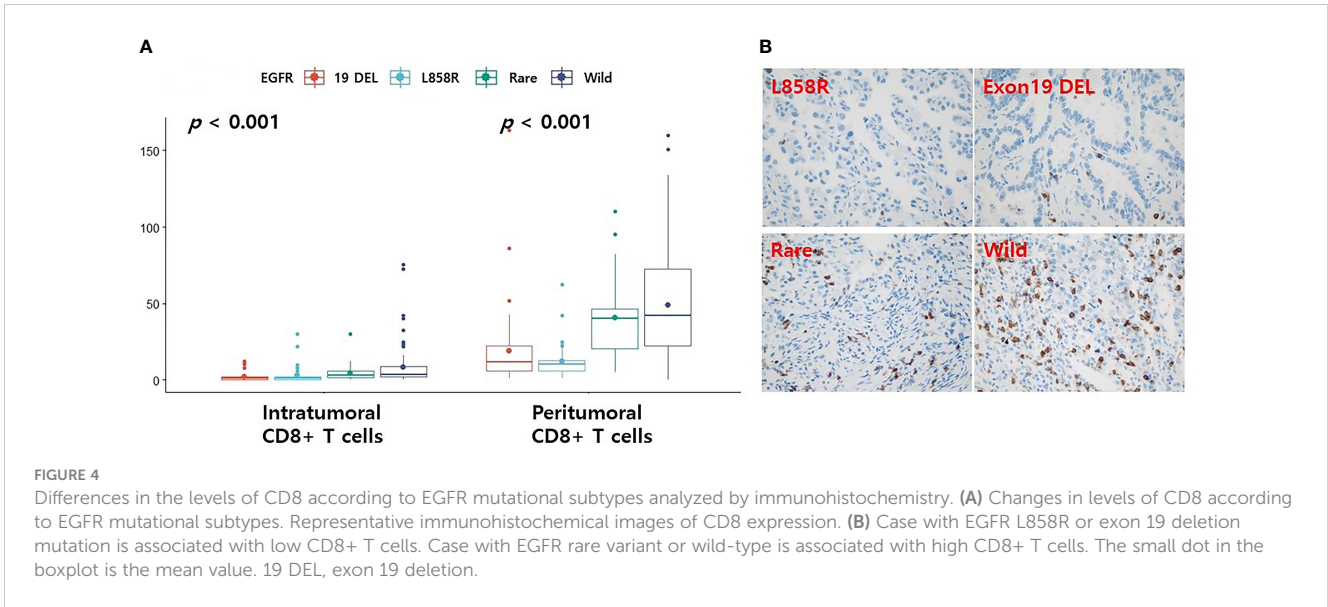 A
B
EGFR 19 DEL L858R Rare Wild
p < 0.001
p < 0.001
150
100
50
0
Intratumoral
CD8+ T cells
Peritumoral
CD8+ T cells
L858R
Exon19 DEL
Rare
Wild
FIGURE 4
Differences in the levels of CD8 according to EGFR mutational subtypes analyzed by immunohistochemistry. (A) Changes in levels of CD8 according
to EGFR mutational subtypes. Representative immunohistochemical images of CD8 expression. (B) Case with EGFR L858R or exon 19 deletion
mutation is associated with low CD8+ T cells. Case with EGFR rare variant or wild-type is associated with high CD8+ T cells. The small dot in the
boxplot is the mean value. 19 DEL, exon 19 deletion.